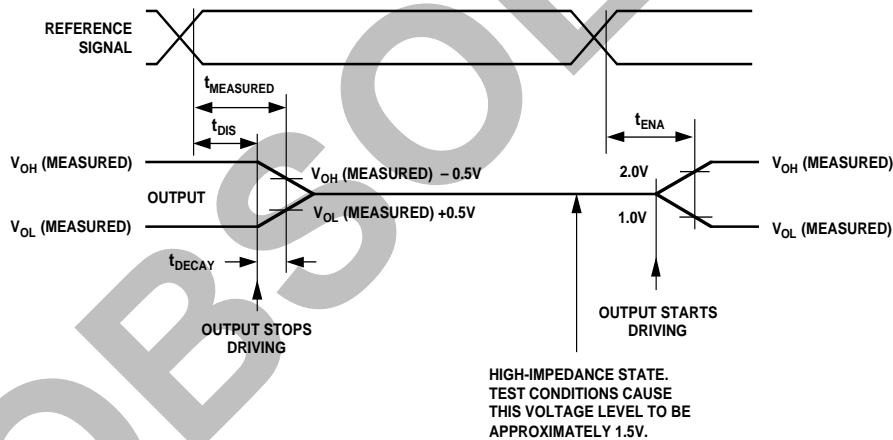 REFERENCE
SIGNAL
tMEASURED
tDIS
tENA
VOH (MEASURED)
VOH (MEASURED) – 0.5V
2.0V
VOH (MEASURED)
OUTPUT
VOL (MEASURED) +0.5V
1.0V
VOL (MEASURED)
VOL (MEASURED)
tDECAY
OUTPUT STOPS
DRIVING
OUTPUT STARTS
DRIVING
HIGH-IMPEDANCE STATE.
TEST CONDITIONS CAUSE
THIS VOLTAGE LEVEL TO BE
APPROXIMATELY 1.5V.
OBSOL